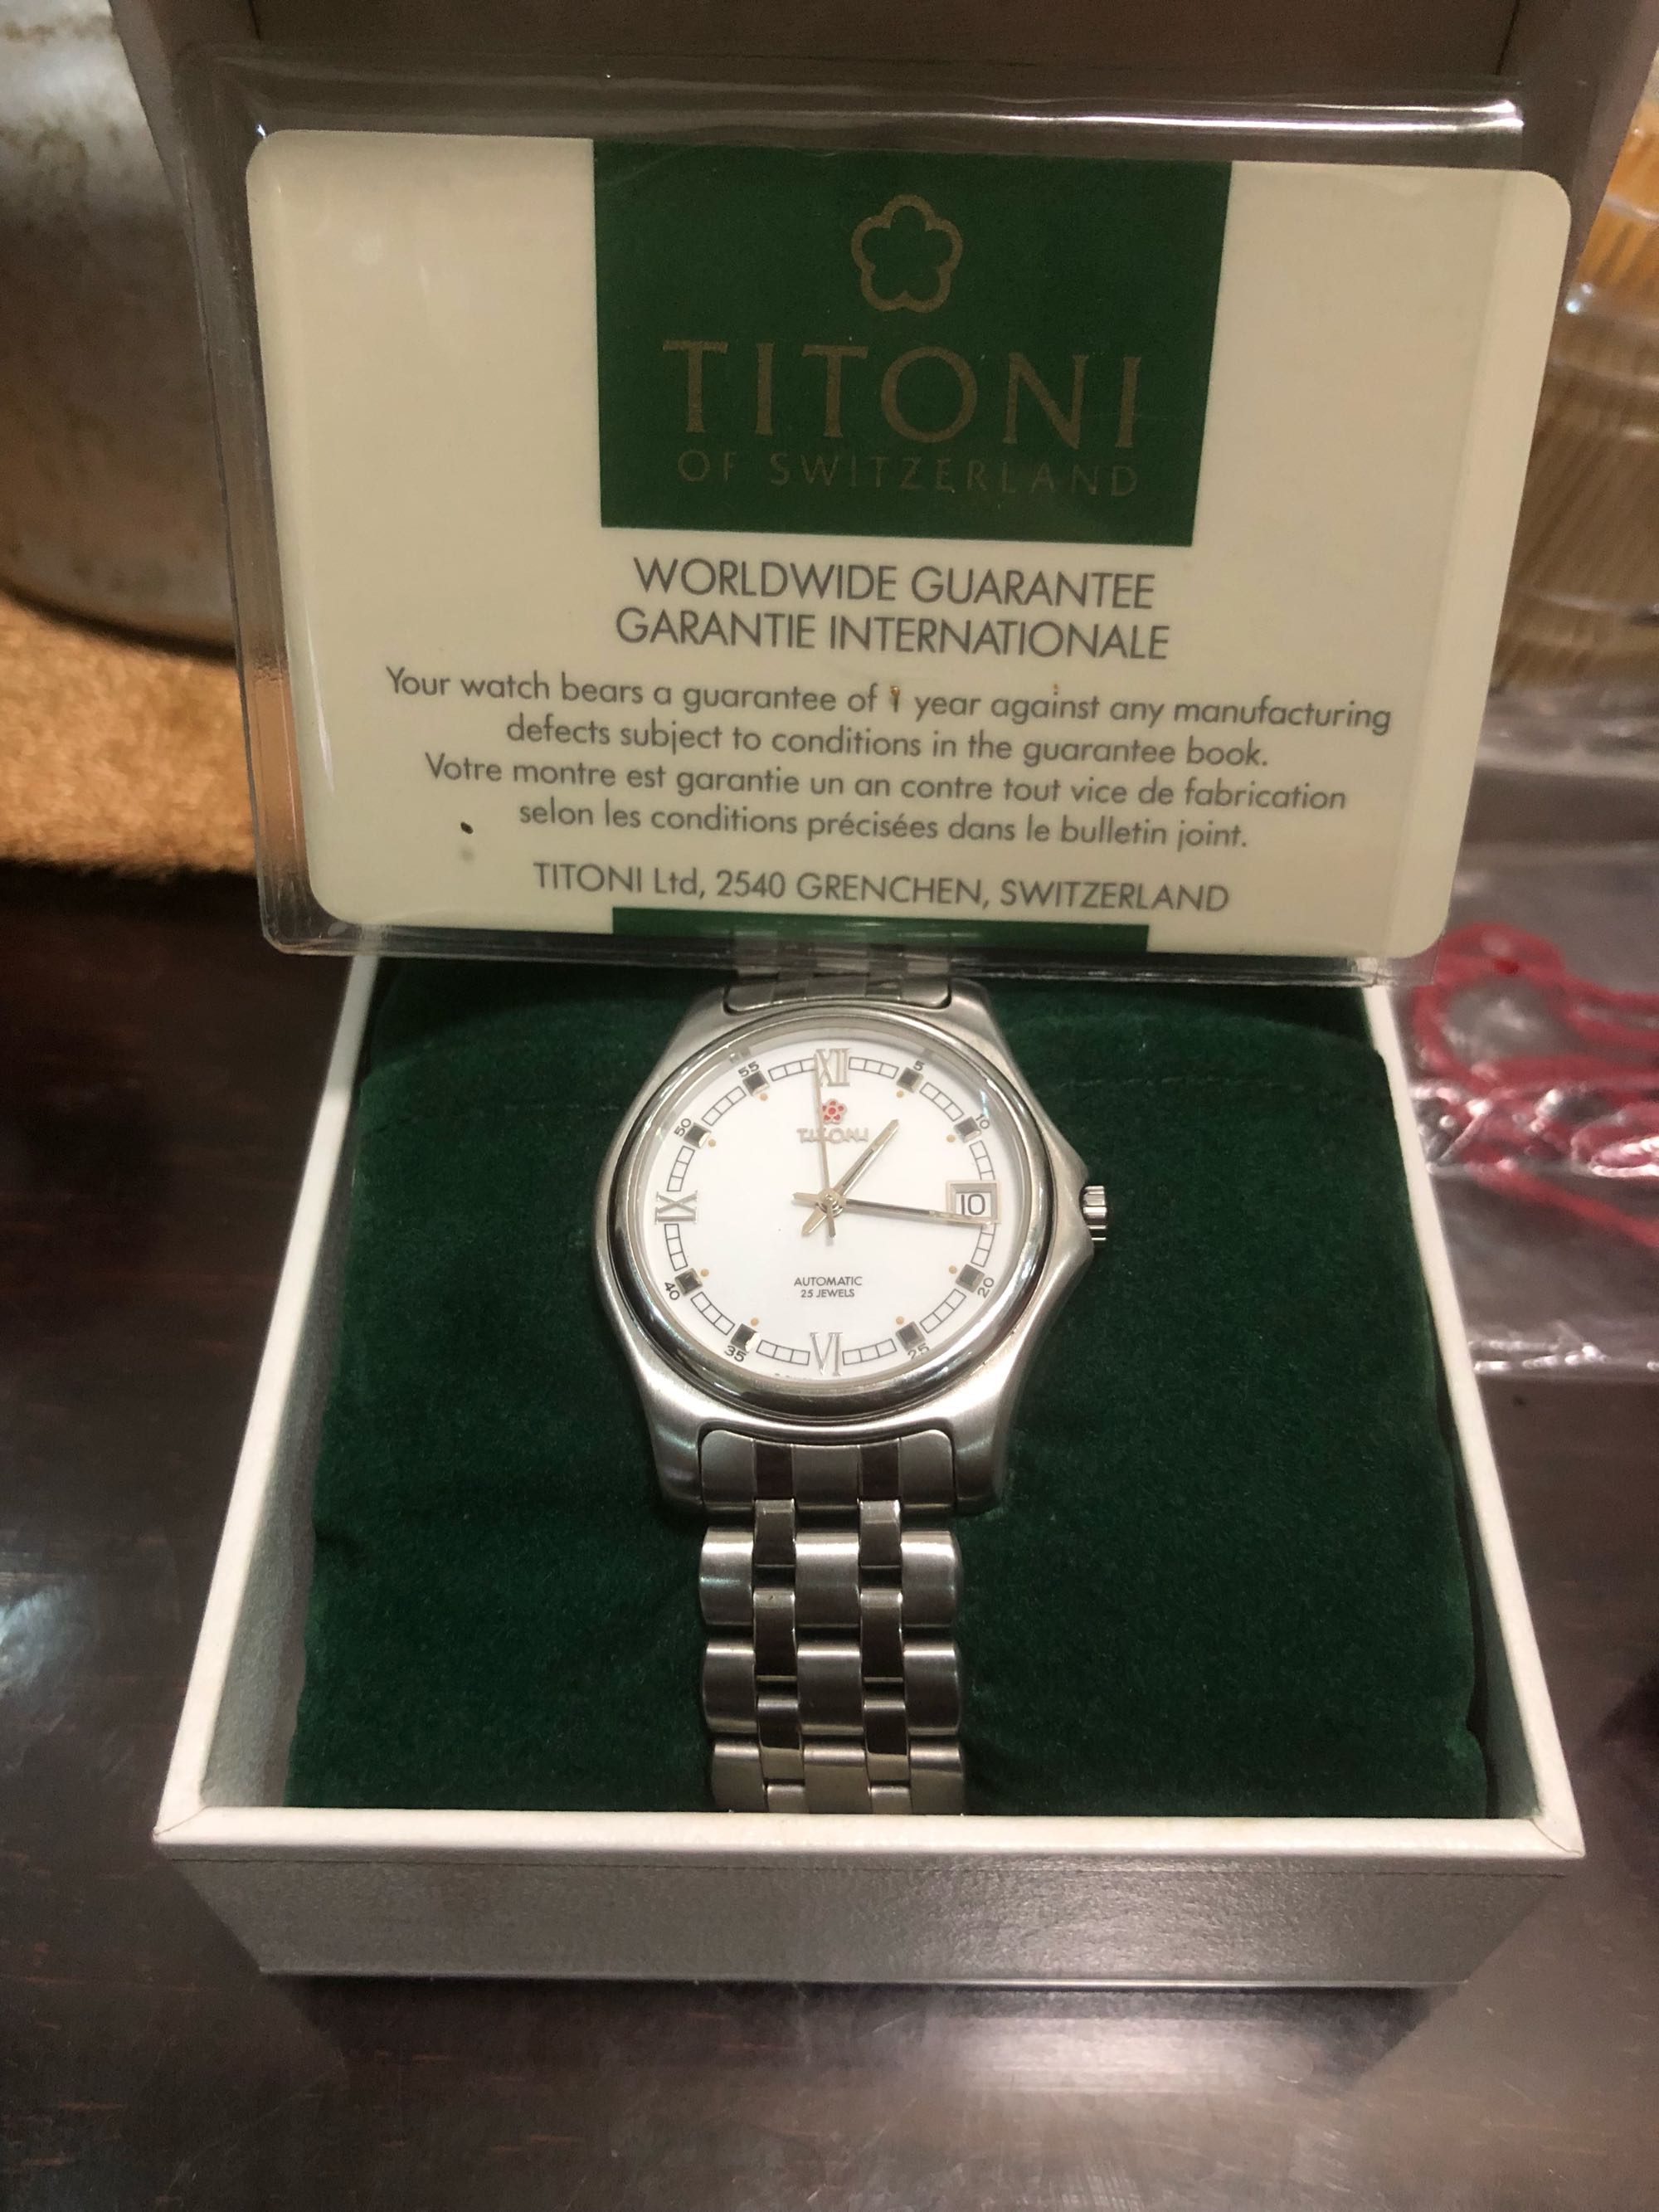 TITONI
OF SWITZERLAND
WORLDWIDE GUARANTEE
GARANTIE INTERNATIONALE
Your watch bears a guarantee of 1 year against any manufacturing
defects subject to conditions in the guarantee book.
Votre montre est garantie un an contre tout vice de fabrication
selon les conditions précisées dans le bulletin joint.
TITONI Ltd, 2540 GRENCHEN, SWITZERLAND
55 XII 5
50 10
TITONI
IX 10
AUTOMATIC
25 JEWELS
40 20
35 VI 25